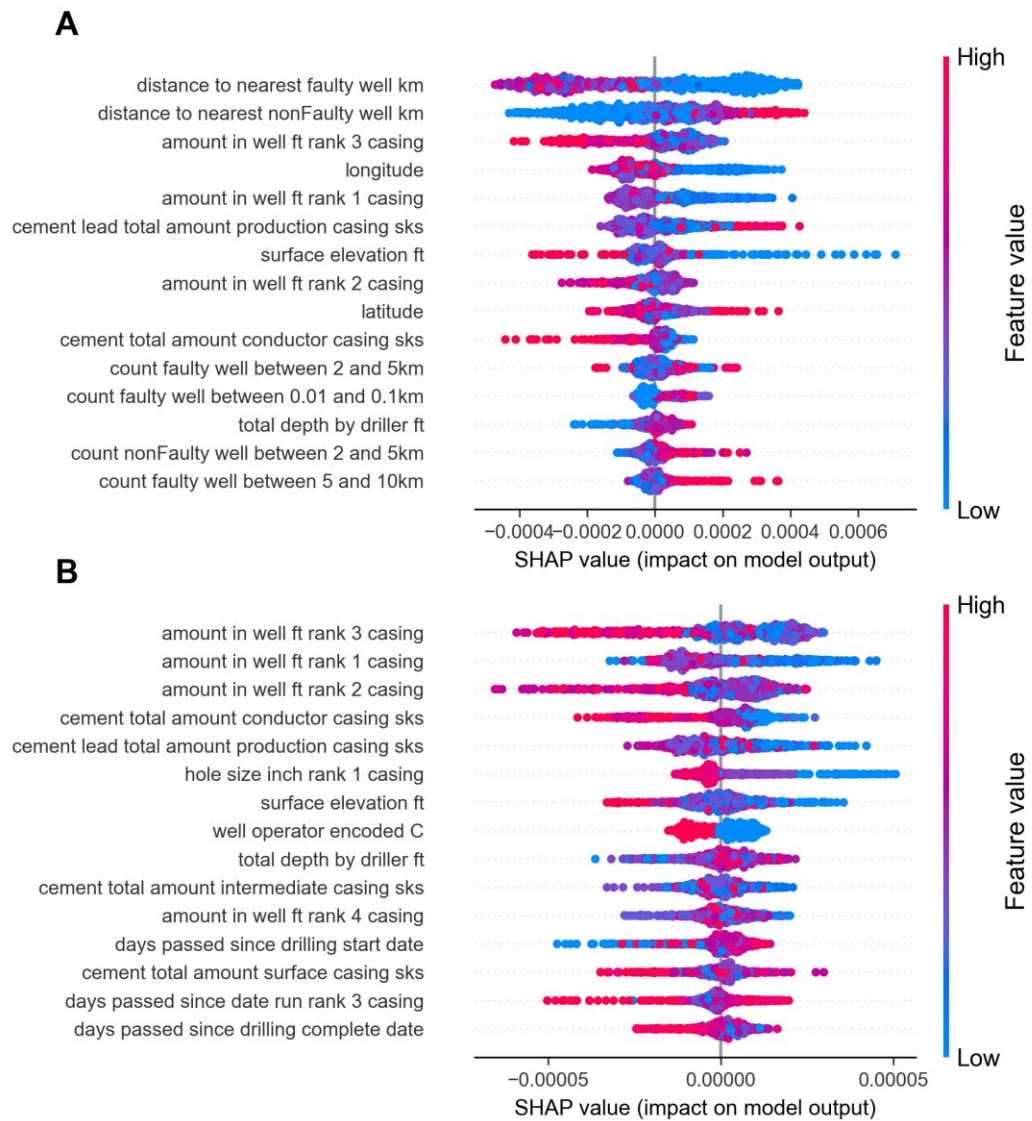 A
High
distance to nearest faulty well km
distance to nearest nonFaulty well km
amount in well ft rank 3 casing
longitude
amount in well ft rank 1 casing
cement lead total amount production casing sks
surface elevation ft
amount in well ft rank 2 casing
latitude
cement total amount conductor casing sks
count faulty well between 2 and 5km
count faulty well between 0.01 and 0.1km
total depth by driller ft
count nonFaulty well between 2 and 5km
count faulty well between 5 and 10km
Feature value
Low
−0.0004 −0.0002 0.0000 0.0002 0.0004 0.0006
SHAP value (impact on model output)
B
High
amount in well ft rank 3 casing
amount in well ft rank 1 casing
amount in well ft rank 2 casing
cement total amount conductor casing sks
cement lead total amount production casing sks
hole size inch rank 1 casing
surface elevation ft
well operator encoded C
total depth by driller ft
cement total amount intermediate casing sks
amount in well ft rank 4 casing
days passed since drilling start date
cement total amount surface casing sks
days passed since date run rank 3 casing
days passed since drilling complete date
Feature value
Low
−0.00005 0.00000 0.00005
SHAP value (impact on model output)